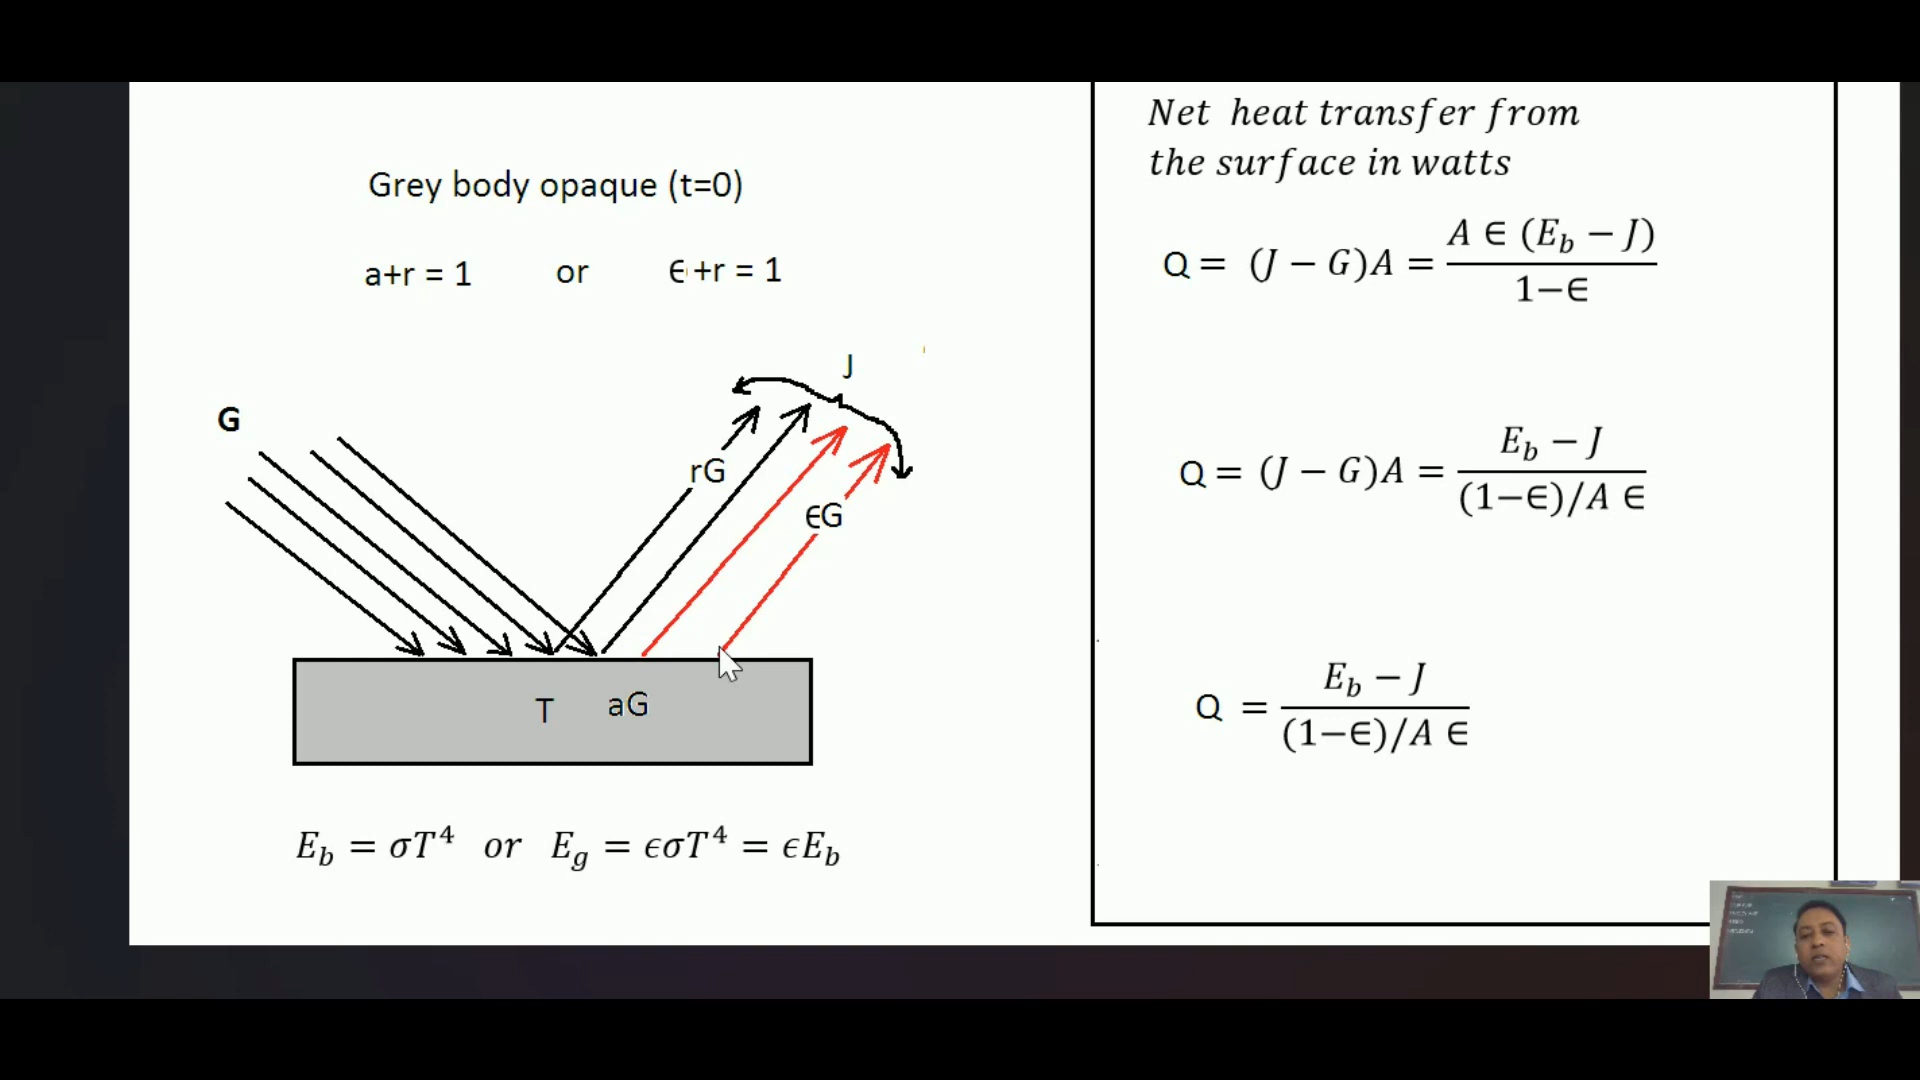 Grey body opaque (t=0)
a+r = 1 or ϵ+r = 1
J
G
rG
ϵG
T aG
E_b = σT⁴ or E_g = ϵσT⁴ = ϵE_b
Net heat transfer from
the surface in watts
Q = (J − G)A = A ∈ (E_b − J) / 1−∈
Q = (J − G)A = E_b − J / (1−∈)/A ∈
Q = E_b − J / (1−∈)/A ∈